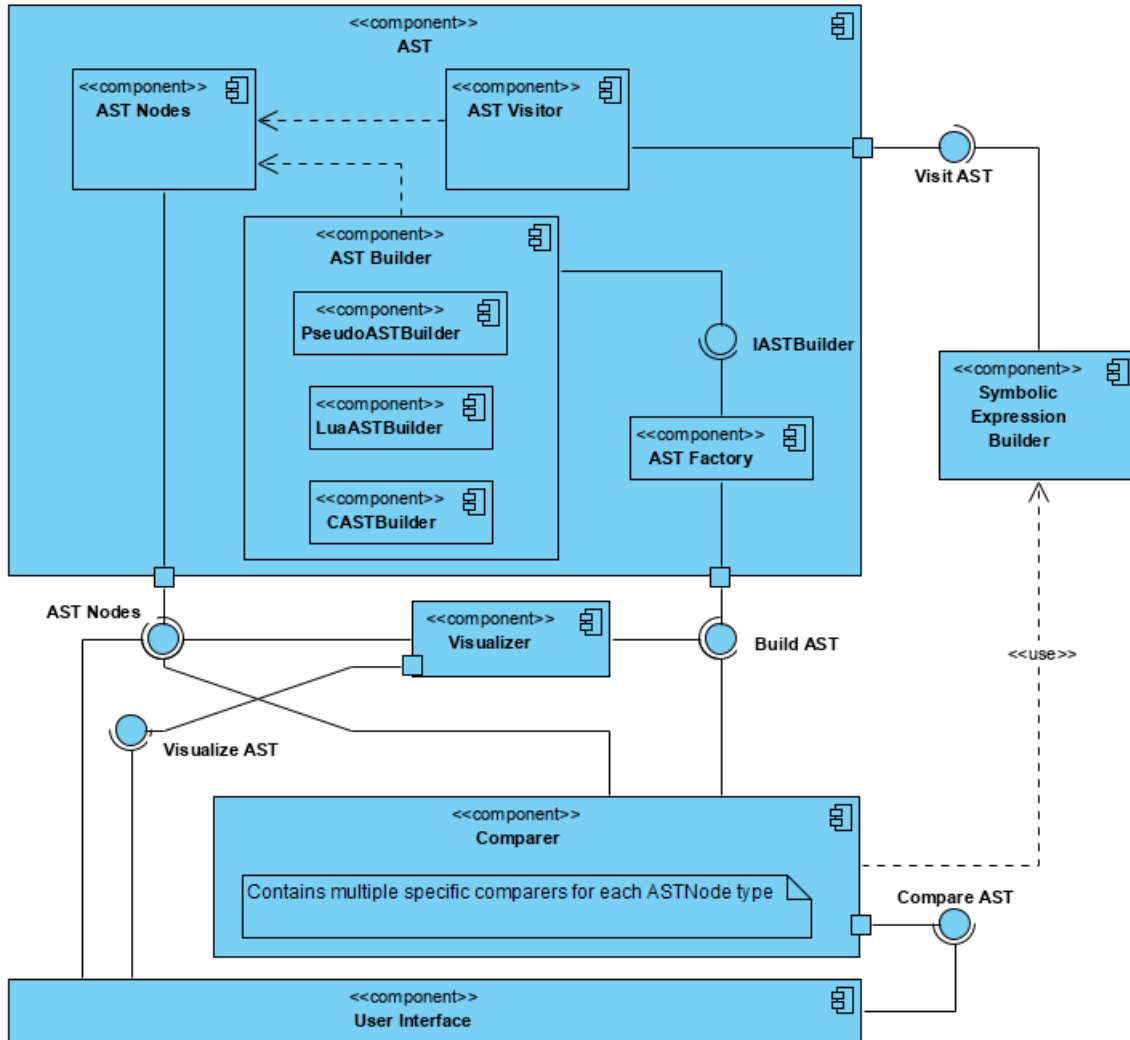 <<component>>
AST
<<component>>
AST Nodes
<<component>>
AST Visitor
Visit AST
<<component>>
AST Builder
<<component>>
PseudoASTBuilder
IASTBuilder
<<component>>
Symbolic
Expression
Builder
<<component>>
LuaASTBuilder
<<component>>
AST Factory
<<component>>
CASTBuilder
AST Nodes
<<component>>
Visualizer
Build AST
<<use>>
Visualize AST
<<component>>
Comparer
Contains multiple specific comparers for each ASTNode type
Compare AST
<<component>>
User Interface